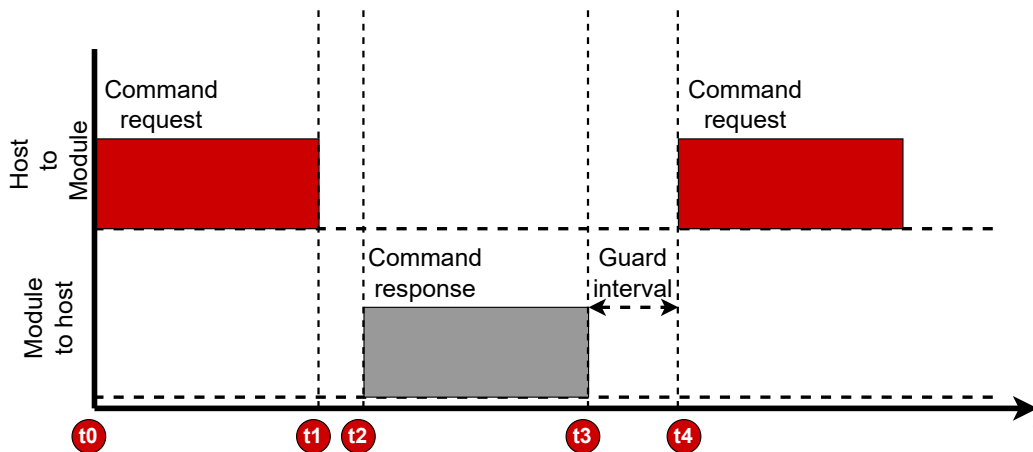 Command
request
Command
request
Host
to
Module
Command
response
Guard
interval
Module
to host
t0
t1
t2
t3
t4